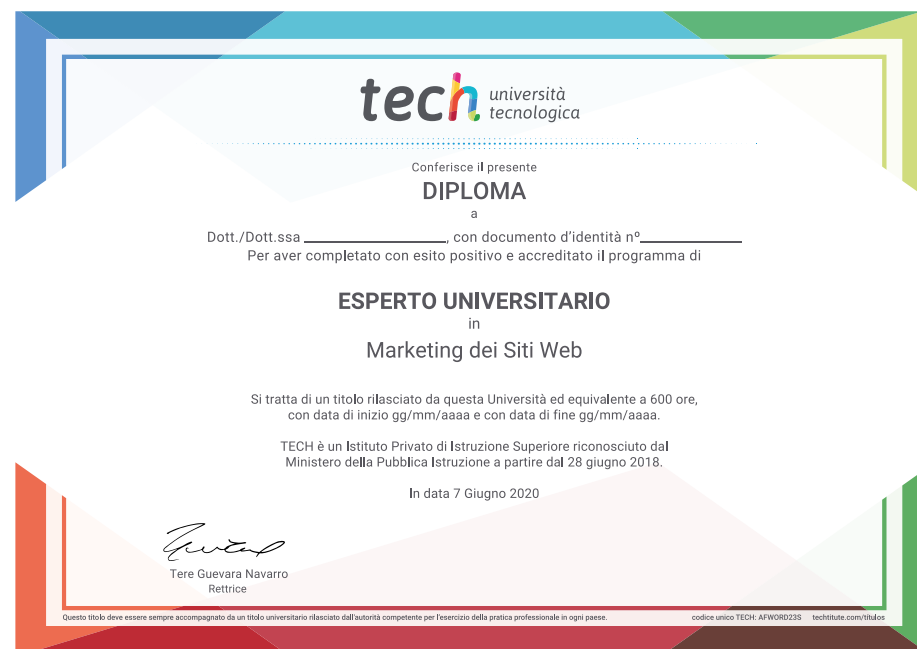 tech università
tecnologica
Conferisce il presente
DIPLOMA
a
Dott./Dott.ssa ____________________, con documento d'identità nº______________
Per aver completato con esito positivo e accreditato il programma di
ESPERTO UNIVERSITARIO
in
Marketing dei Siti Web
Si tratta di un titolo rilasciato da questa Università ed equivalente a 600 ore,
con data di inizio gg/mm/aaaa e con data di fine gg/mm/aaaa.
TECH è un Istituto Privato di Istruzione Superiore riconosciuto dal
Ministero della Pubblica Istruzione a partire dal 28 giugno 2018.
In data 7 Giugno 2020
Tere Guevara Navarro
Rettrice
Questo titolo deve essere sempre accompagnato da un titolo universitario rilasciato dall'autorità competente per l'esercizio della pratica professionale in ogni paese. codice unico TECH: AFWORD23S techtitute.com/titulos